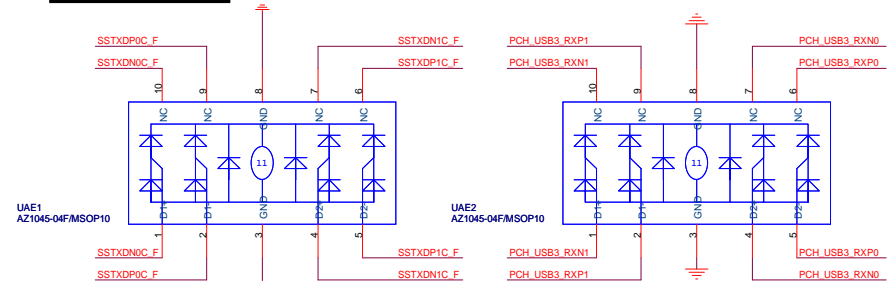 SSTXDP0C_F SSTXDN1C_F PCH_USB3_RXP1 PCH_USB3_RXN0
SSTXDN0C_F SSTXDP1C_F PCH_USB3_RXN1 PCH_USB3_RXP0
10 9 8 7 6 10 9 8 7 6
NC NC GND NC NC NC NC GND NC NC
11 11
UAE1 UAE2
AZ1045-04F/MSOP10 AZ1045-04F/MSOP10
D1+ D1- GND D2+ D2- D1+ D1- GND D2+ D2-
1 2 3 4 5 1 2 3 4 5
SSTXDN0C_F SSTXDP1C_F PCH_USB3_RXN1 PCH_USB3_RXP0
SSTXDP0C_F SSTXDN1C_F PCH_USB3_RXP1 PCH_USB3_RXN0